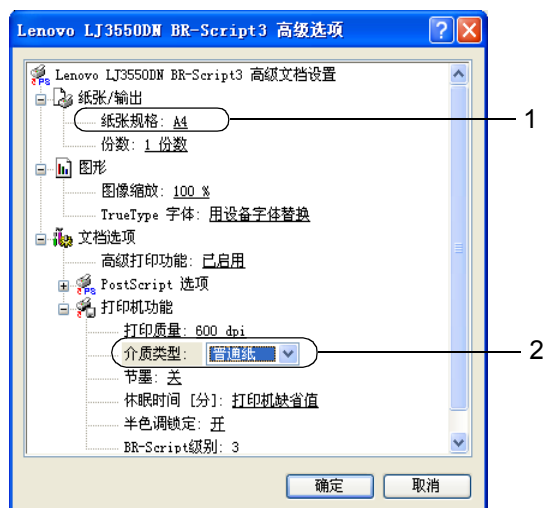 Lenovo LJ3550DN BR-Script3 高级选项
Lenovo LJ3550DN BR-Script3 高级文档设置
纸张/输出
纸张规格: A4
1
份数: 1 份数
图形
图像缩放: 100 %
TrueType 字体: 用设备字体替换
文档选项
高级打印功能: 已启用
PostScript 选项
打印机功能
打印质量: 600 dpi
介质类型: 普通纸
2
节墨: 关
休眠时间 [分]: 打印机缺省值
半色调锁定: 开
BR-Script级别: 3
确定 取消